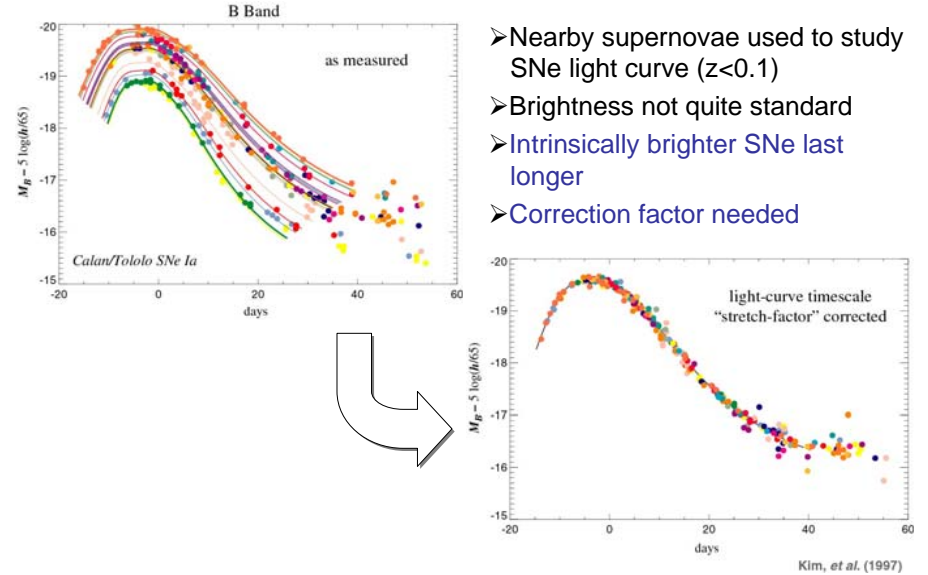 B Band
-20
-19
-18
-17
-16
-15
M_B – 5 log(h/65)
as measured
Calan/Tololo SNe Ia
-20
0
20
40
60
days
➢Nearby supernovae used to study
SNe light curve (z<0.1)
➢Brightness not quite standard
➢Intrinsically brighter SNe last
longer
➢Correction factor needed
-20
-19
-18
-17
-16
-15
M_B – 5 log(h/65)
light-curve timescale
“stretch-factor” corrected
-20
0
20
40
60
days
Kim, et al. (1997)